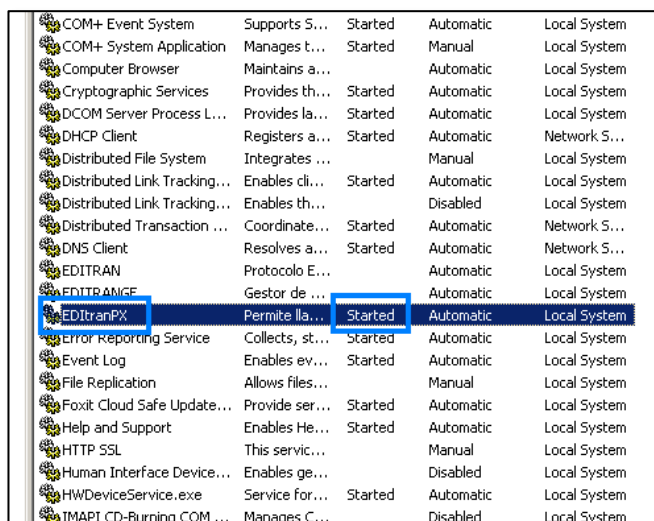 COM+ Event System Supports S... Started Automatic Local System
COM+ System Application Manages t... Started Manual Local System
Computer Browser Maintains a... Automatic Local System
Cryptographic Services Provides th... Started Automatic Local System
DCOM Server Process L... Provides la... Started Automatic Local System
DHCP Client Registers a... Started Automatic Network S...
Distributed File System Integrates ... Manual Local System
Distributed Link Tracking... Enables cli... Started Automatic Local System
Distributed Link Tracking... Enables th... Disabled Local System
Distributed Transaction ... Coordinate... Started Automatic Network S...
DNS Client Resolves a... Started Automatic Network S...
EDITRAN Protocolo E... Automatic Local System
EDITRANGE Gestor de ... Automatic Local System
EDItranPX Permite lla... Started Automatic Local System
Error Reporting Service Collects, st... Started Automatic Local System
Event Log Enables ev... Started Automatic Local System
File Replication Allows files... Manual Local System
Foxit Cloud Safe Update... Provide ser... Started Automatic Local System
Help and Support Enables He... Started Automatic Local System
HTTP SSL This servic... Manual Local System
Human Interface Device... Enables ge... Disabled Local System
HWDeviceService.exe Service for... Started Automatic Local System
IMAPI CD-Burning COM ... Manages C... Disabled Local System